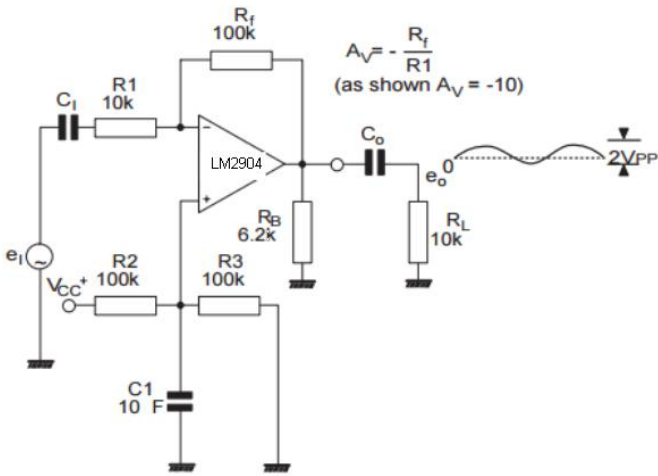 Rf
100k
AV = - Rf
R1
(as shown AV = -10)
R1
10k
CI
-
LM2904
+
Co
eo
0
2VPP
RB
6.2k
RL
10k
eI
VCC+
R2
100k
R3
100k
C1
10 F